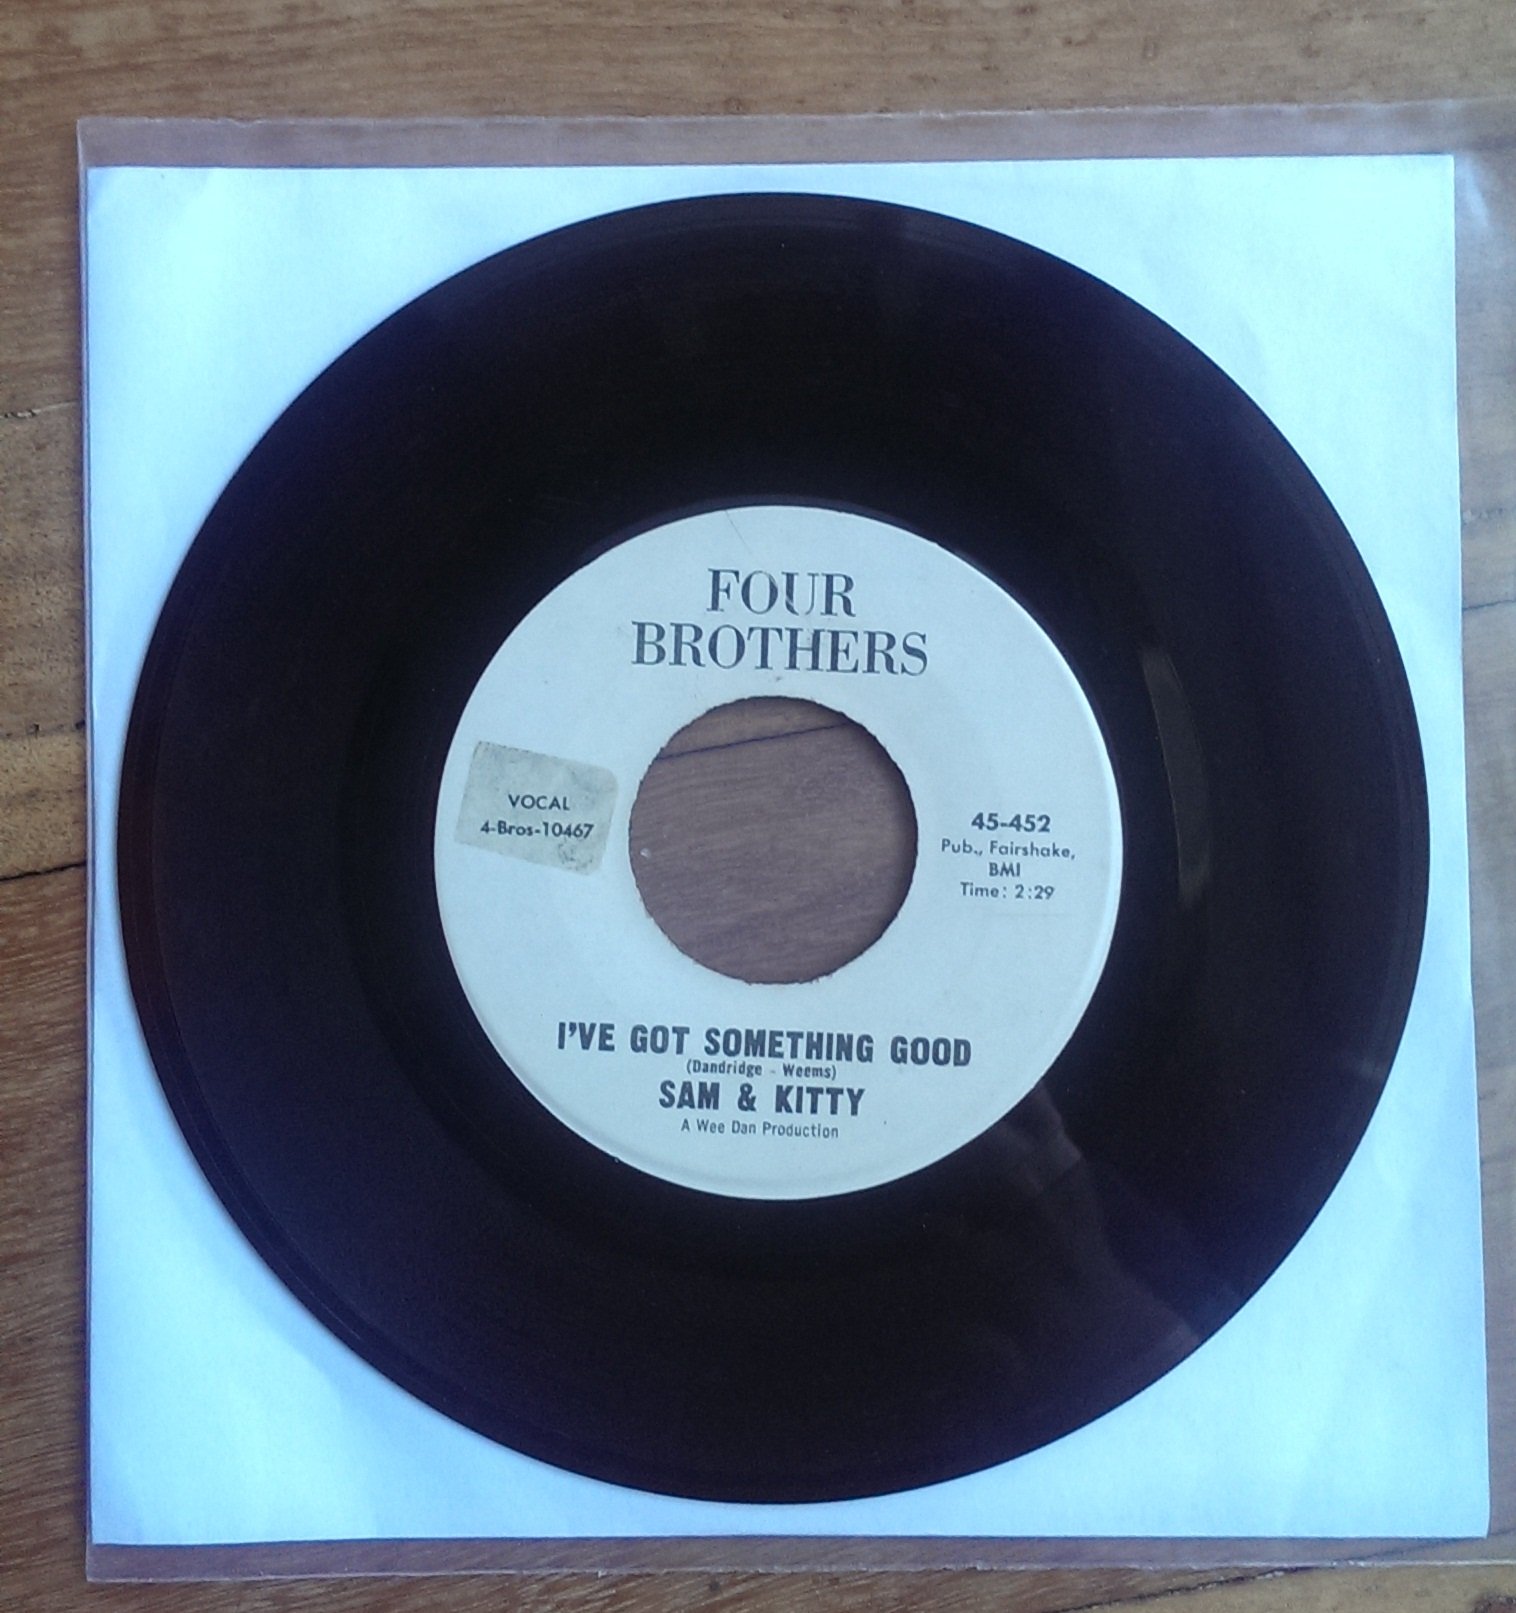 FOUR
BROTHERS
VOCAL
4-Bros-10467
45-452
Pub., Fairshake,
BMI
Time: 2:29
I'VE GOT SOMETHING GOOD
(Dandridge - Weems)
SAM & KITTY
A Wee Dan Production